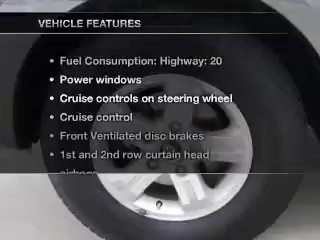 VEHICLE FEATURES
• Fuel Consumption: Highway: 20
• Power windows
• Cruise controls on steering wheel
• Cruise control
• Front Ventilated disc brakes
• 1st and 2nd row curtain head
airbags